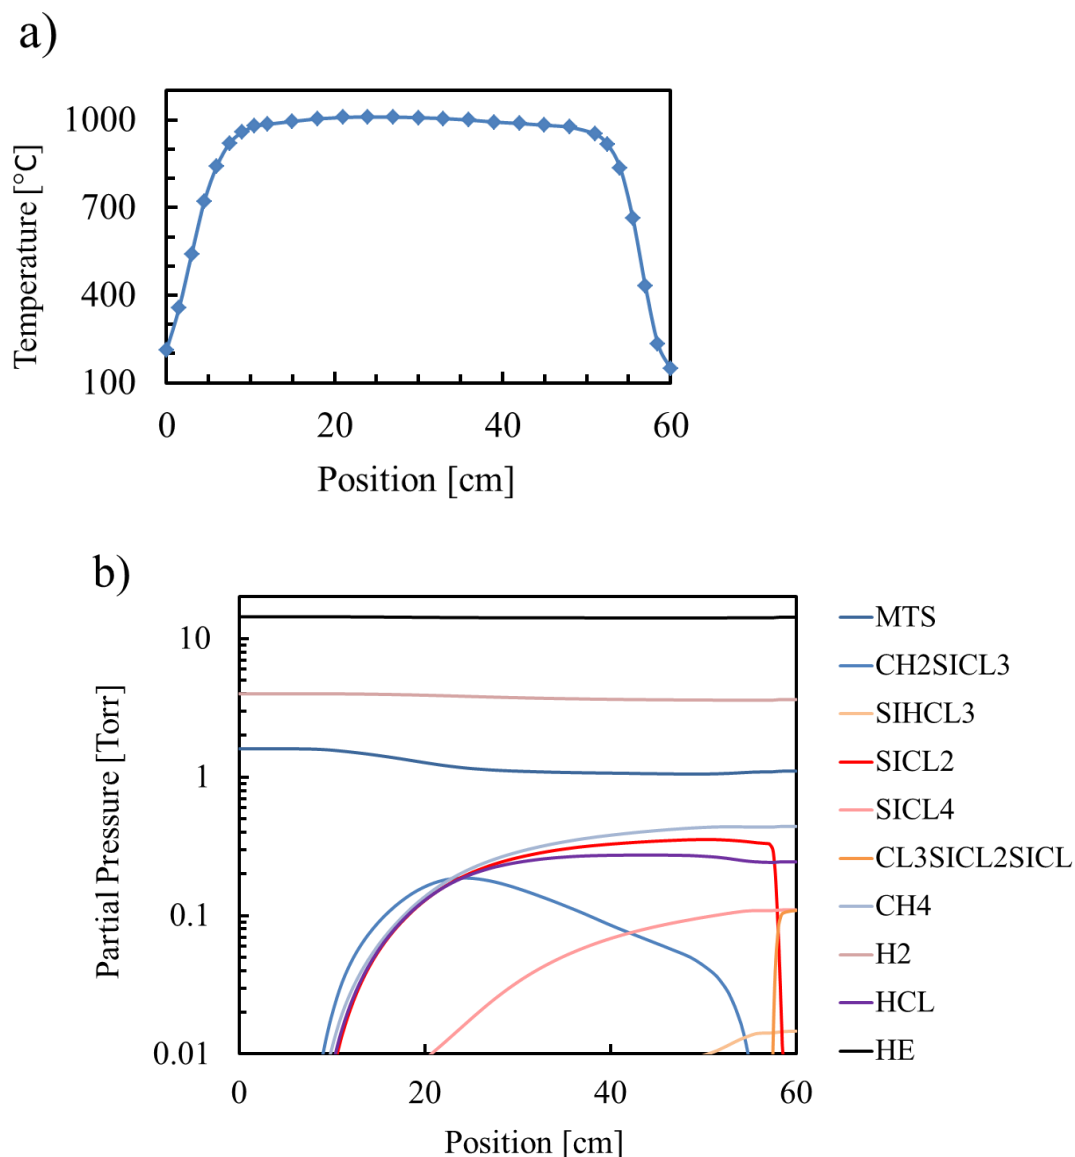 a)
1000
700
400
100
Temperature [°C]
0
20
40
60
Position [cm]
b)
10
1
0.1
0.01
Partial Pressure [Torr]
0
20
40
60
Position [cm]
MTS
CH2SICL3
SIHCL3
SICL2
SICL4
CL3SICL2SICL
CH4
H2
HCL
HE